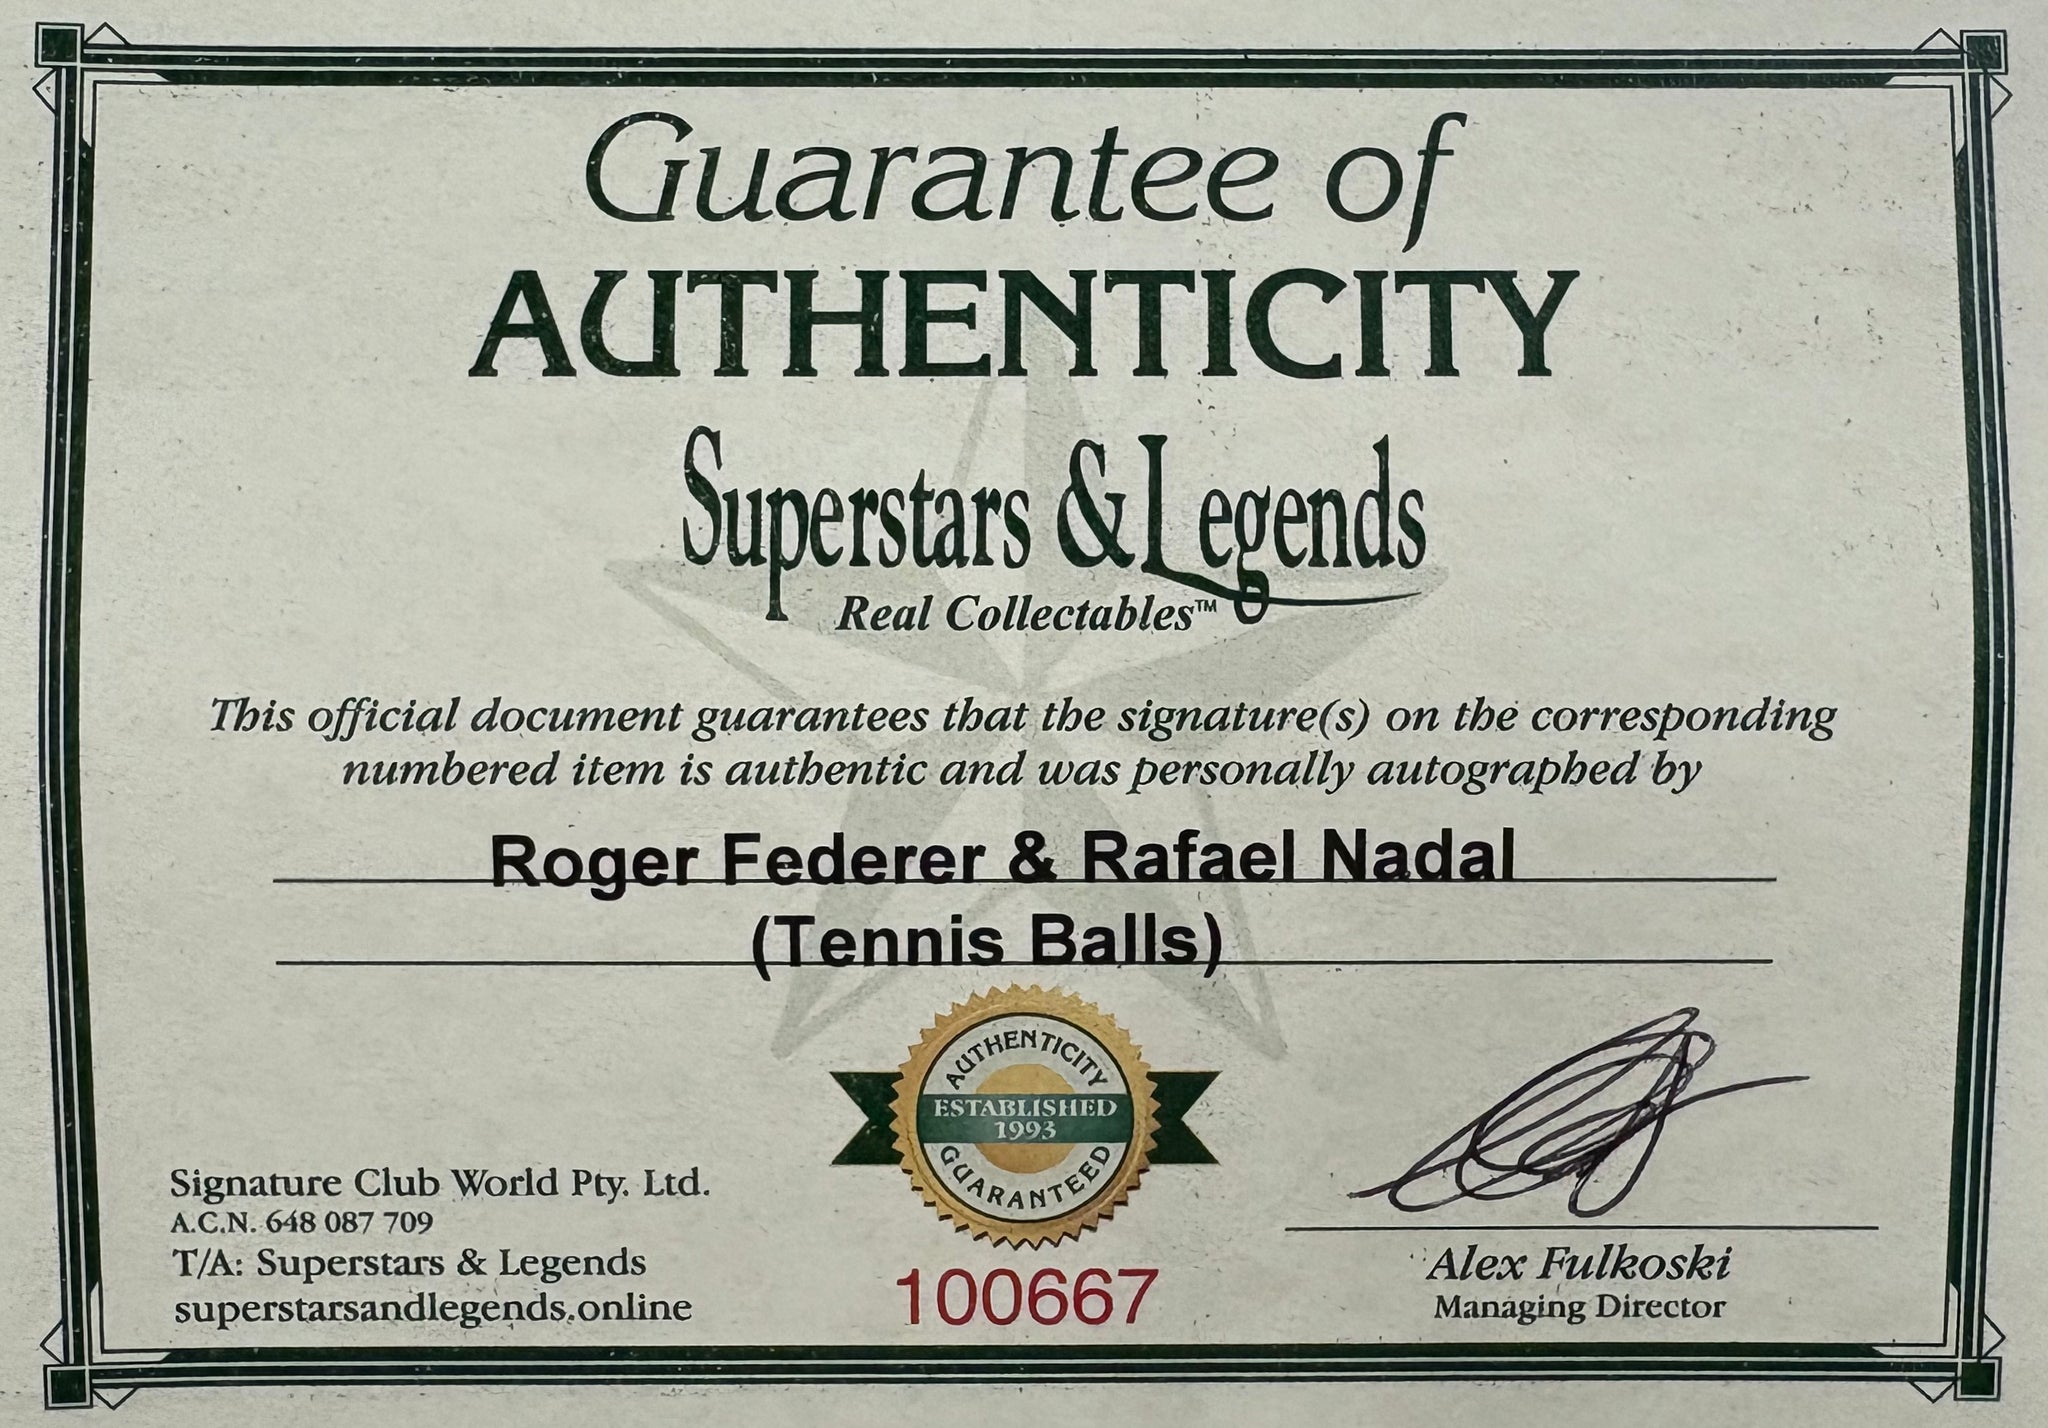 Guarantee of
AUTHENTICITY
Superstars & Legends
Real Collectables™
This official document guarantees that the signature(s) on the corresponding
numbered item is authentic and was personally autographed by
Roger Federer & Rafael Nadal
(Tennis Balls)
AUTHENTICITY
ESTABLISHED
1993
GUARANTEED
Signature Club World Pty. Ltd.
A.C.N. 648 087 709
T/A: Superstars & Legends
superstarsandlegends.online
100667
Alex Fulkoski
Managing Director